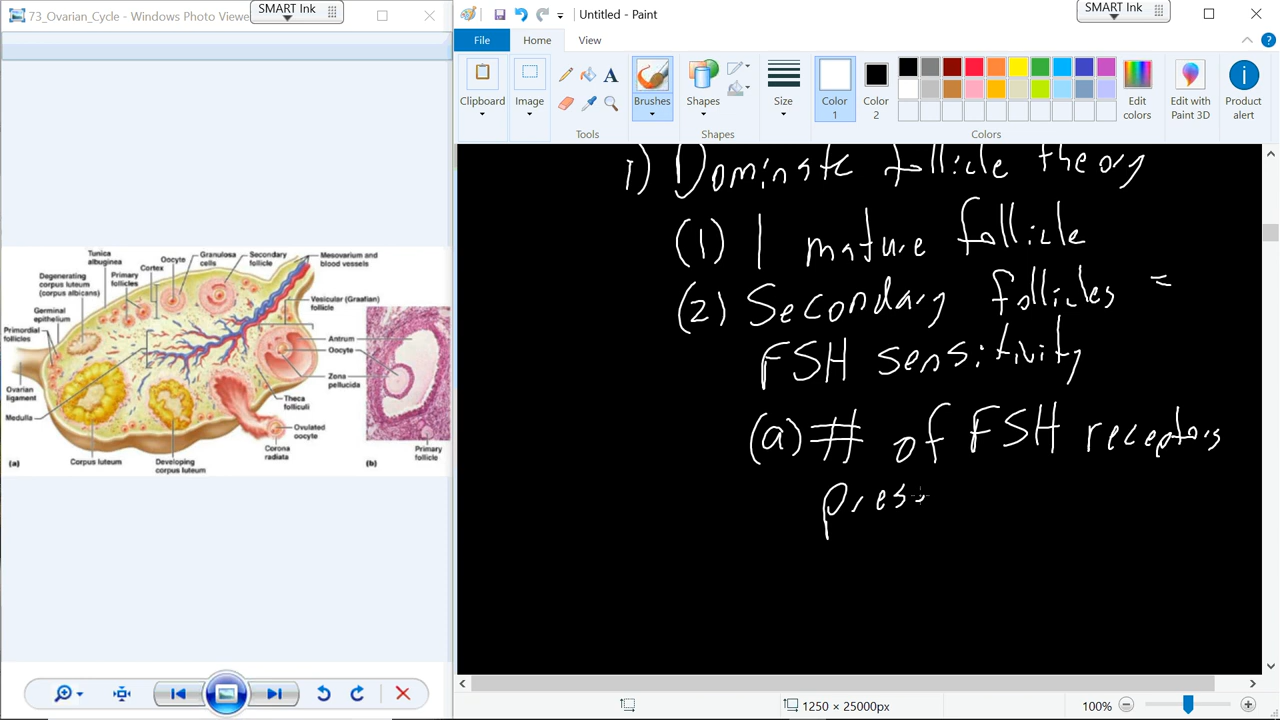 73_Ovarian_Cycle - Windows Photo Viewe
SMART Ink
Untitled - Paint
SMART Ink
File
Home
View
Clipboard
Image
Tools
Brushes
Shapes
Shapes
Size
Color
1
Color
2
Colors
Edit
colors
Edit with
Paint 3D
Product
alert
Tunica
albuginea
Oocyte
Granulosa
cells
Secondary
follicle
Mesovarium and
blood vessels
Degenerating
corpus luteum
(corpus albicans)
Primary
follicles
Cortex
Germinal
epithelium
Primordial
follicles
Vesicular (Graafian)
follicle
Antrum
Oocyte
Zona
pellucida
Theca
folliculi
Ovarian
ligament
Medulla
Ovulated
oocyte
Corona
radiata
Corpus luteum
Developing
corpus luteum
Primary
follicle
(a)
(b)
i) Dominate follicle theory
(1) 1 mature follicle
(2) Secondary follicles =
FSH sensitivity
(a) # of FSH receptors
pres
1250 × 25000px
100%